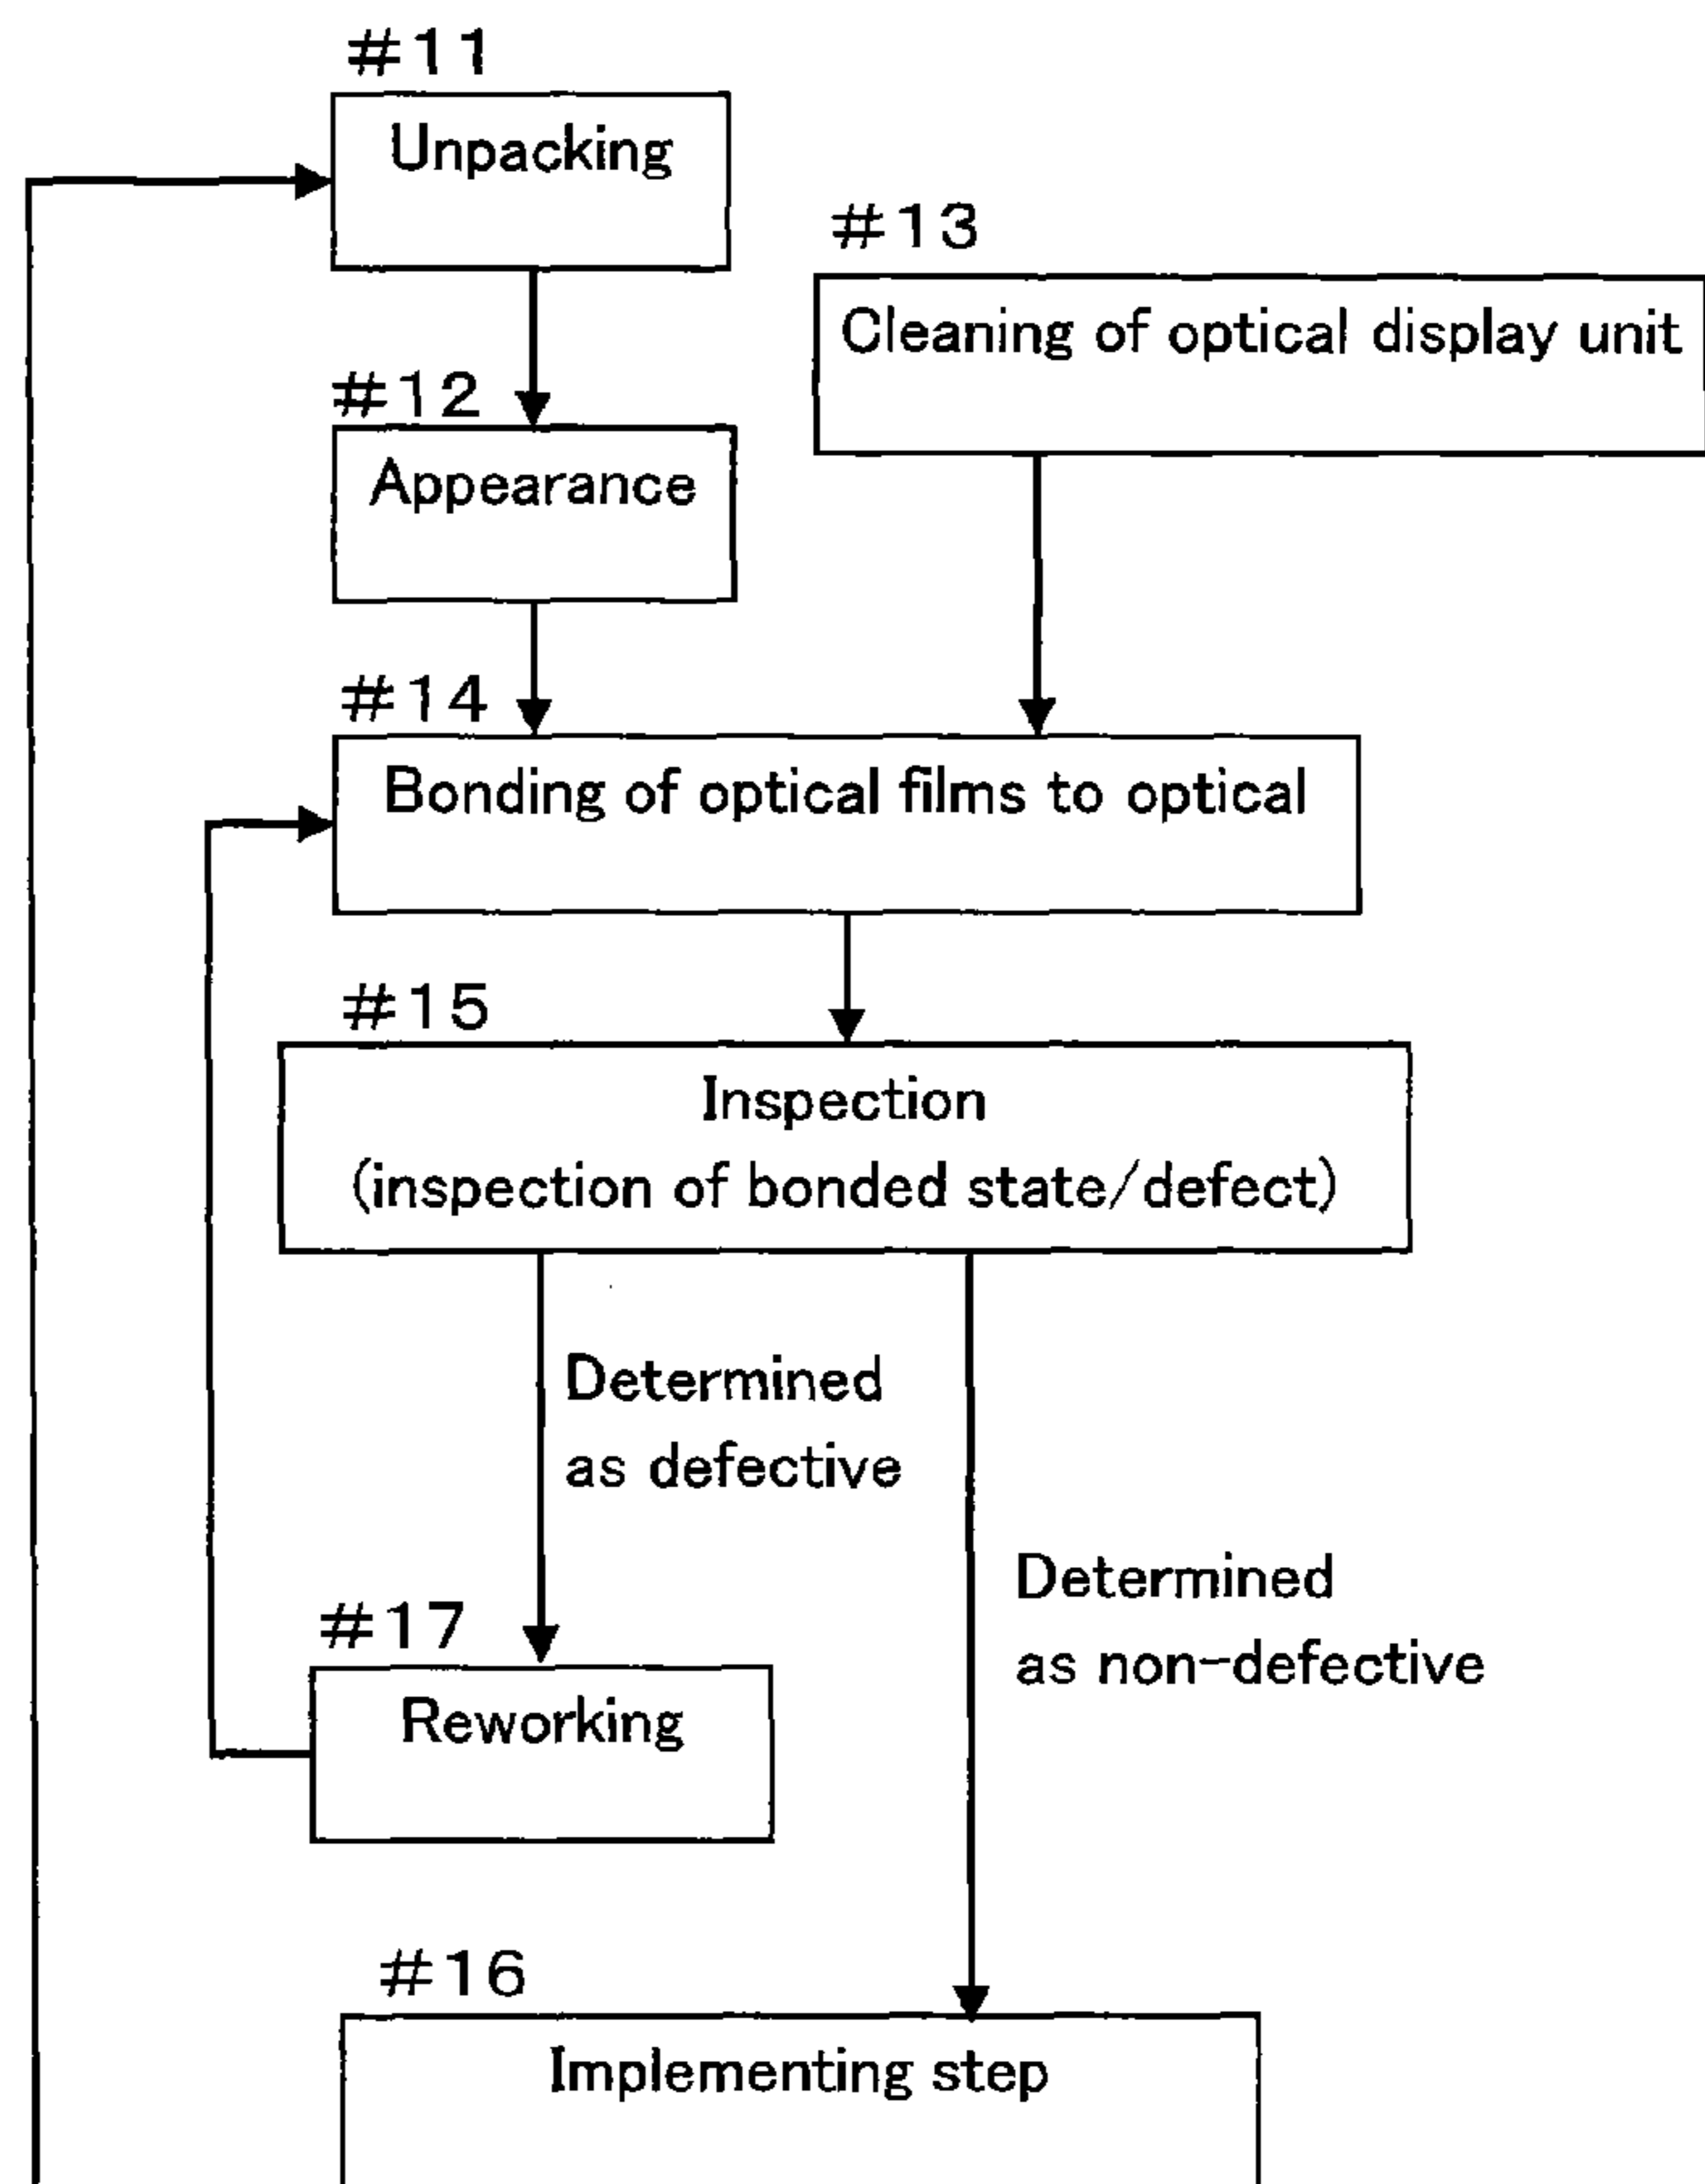 #11
Unpacking
#13
Cleaning of optical display unit
#12
Appearance
#14
Bonding of optical films to optical
#15
Inspection
(inspection of bonded state/defect)
Determined
as defective
Determined
as non-defective
#17
Reworking
#16
Implementing step